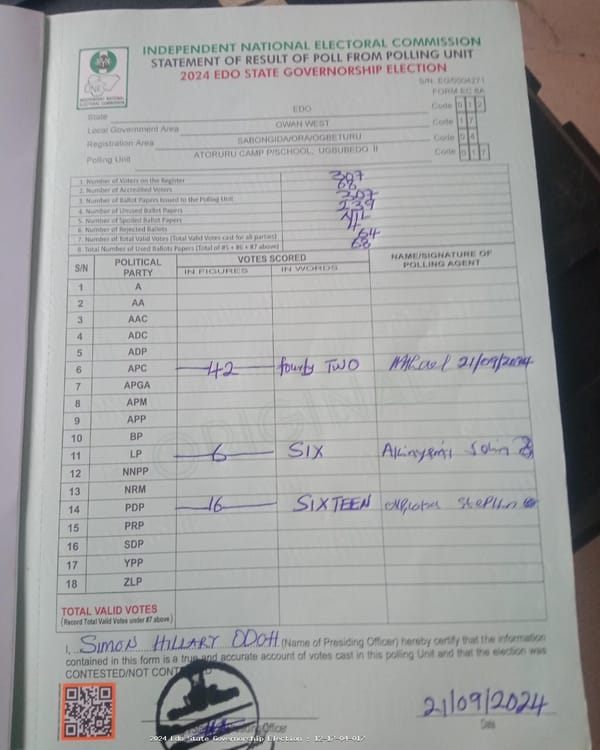 INDEPENDENT NATIONAL ELECTORAL COMMISSION
STATEMENT OF RESULT OF POLL FROM POLLING UNIT
2024 EDO STATE GOVERNORSHIP ELECTION
INDEPENDENT NATIONAL ELECTORAL COMMISSION
S/N: EG/0004271
FORM EC 8A
State EDO Code 0 1 2
Local Government Area OWAN WEST Code 1 7
Registration Area SABONGIDA/ORA/OGBETURU Code 0 4
Polling Unit ATORURU CAMP P/SCHOOL, UGBUBEDO II Code 0 1 7
1. Number of Voters on the Register 307
2. Number of Accredited Voters 68
3. Number of Ballot Papers Issued to the Polling Unit 307
4. Number of Unused Ballot Papers 239
5. Number of Spoiled Ballot Papers NIL
6. Number of Rejected Ballots 4
7. Number of Total Valid Votes (Total Valid Votes cast for all parties) 64
8. Total Number of Used Ballots Papers (Total of #5 + #6 + #7 above) 68
S/N POLITICAL PARTY VOTES SCORED NAME/SIGNATURE OF POLLING AGENT
IN FIGURES IN WORDS
1 A
2 AA
3 AAC
4 ADC
5 ADP
6 APC 42 fourty TWO 21/09/2024
7 APGA
8 APM
9 APP
10 BP
11 LP 6 SIX
12 NNPP
13 NRM
14 PDP 16 SIXTEEN
15 PRP
16 SDP
17 YPP
18 ZLP
TOTAL VALID VOTES
(Record Total Valid Votes under #7 above)
I, SIMON HILLARY ODOH (Name of Presiding Officer) hereby certify that the information
contained in this form is a true and accurate account of votes cast in this polling Unit and that the election was
CONTESTED/NOT
21/09/2024
Officer Date
2024 Edo State Governorship Election : 12-17-04-017